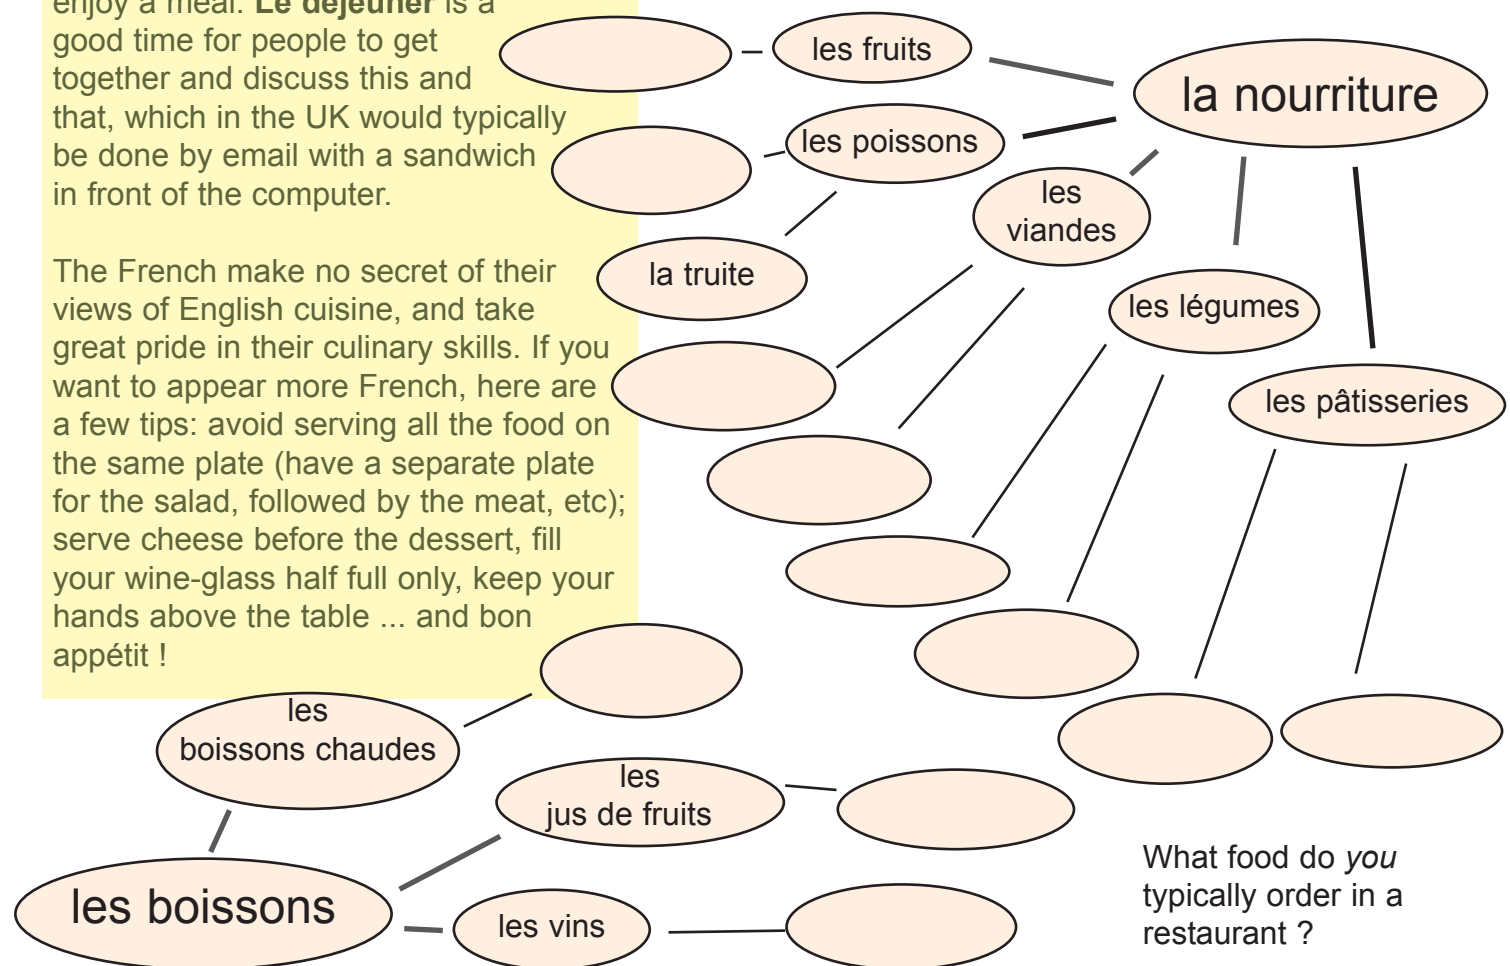 enjoy a meal. Le déjeuner is a
good time for people to get
together and discuss this and
that, which in the UK would typically
be done by email with a sandwich
in front of the computer.
The French make no secret of their
views of English cuisine, and take
great pride in their culinary skills. If you
want to appear more French, here are
a few tips: avoid serving all the food on
the same plate (have a separate plate
for the salad, followed by the meat, etc);
serve cheese before the dessert, fill
your wine-glass half full only, keep your
hands above the table ... and bon
appétit !
les fruits
la nourriture
les poissons
les
viandes
la truite
les légumes
les pâtisseries
les
boissons chaudes
les
jus de fruits
les boissons
les vins
What food do you
typically order in a
restaurant ?